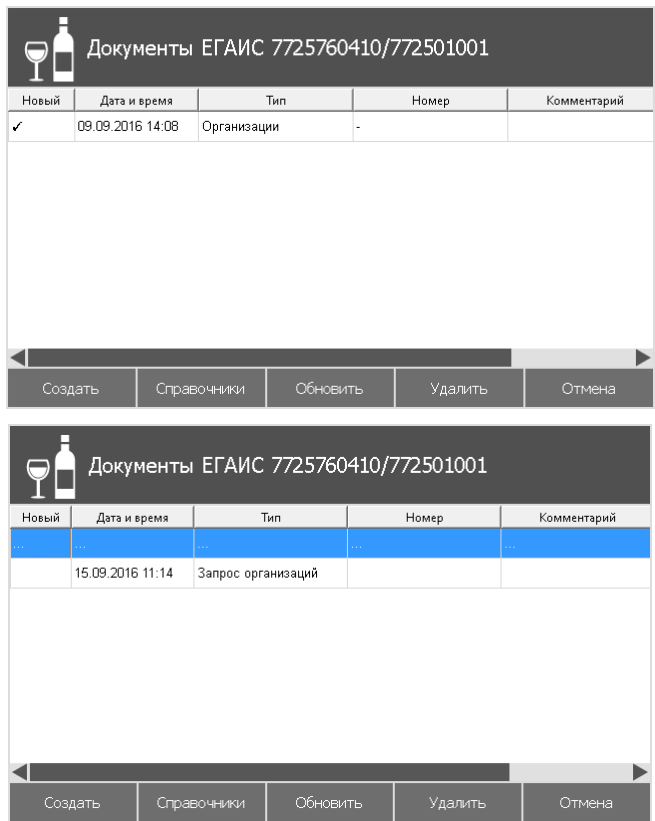 Документы ЕГАИС 7725760410/772501001
Новый Дата и время Тип Номер Комментарий
✓ 09.09.2016 14:08 Организации -
Создать Справочники Обновить Удалить Отмена
Документы ЕГАИС 7725760410/772501001
Новый Дата и время Тип Номер Комментарий
... ... ... ... ...
15.09.2016 11:14 Запрос организаций
Создать Справочники Обновить Удалить Отмена